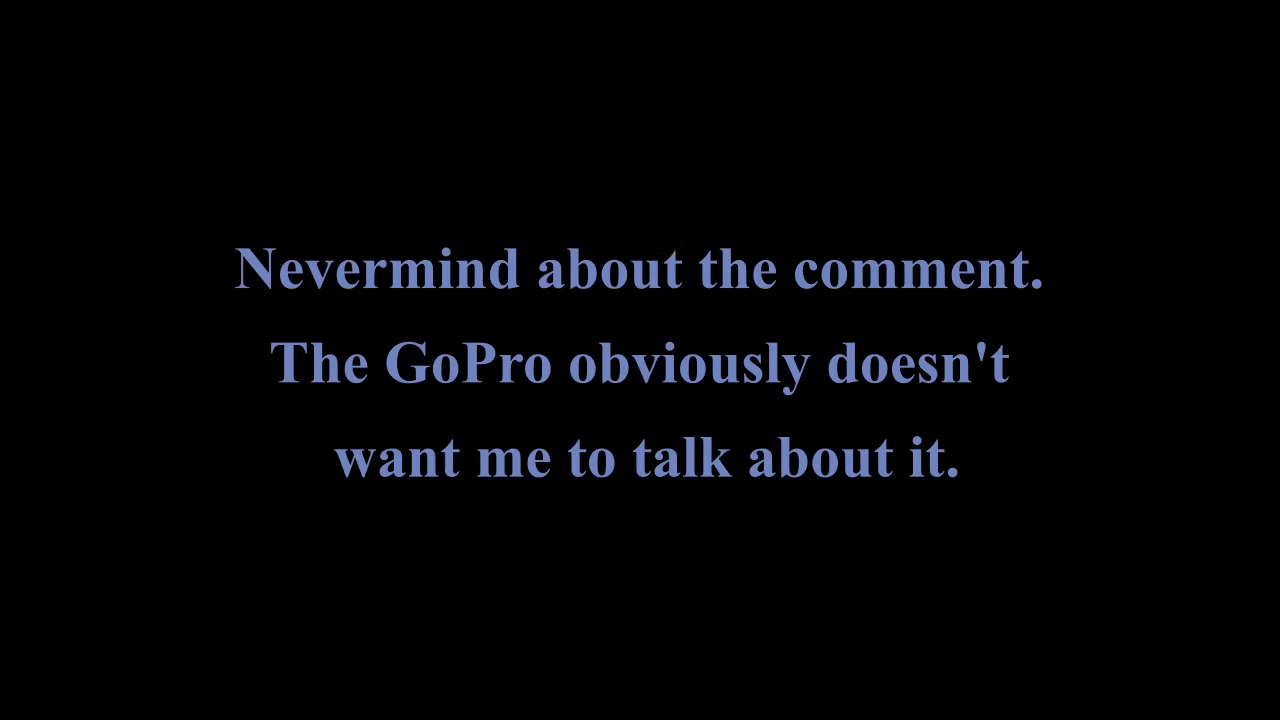 Nevermind about the comment.
The GoPro obviously doesn't
want me to talk about it.